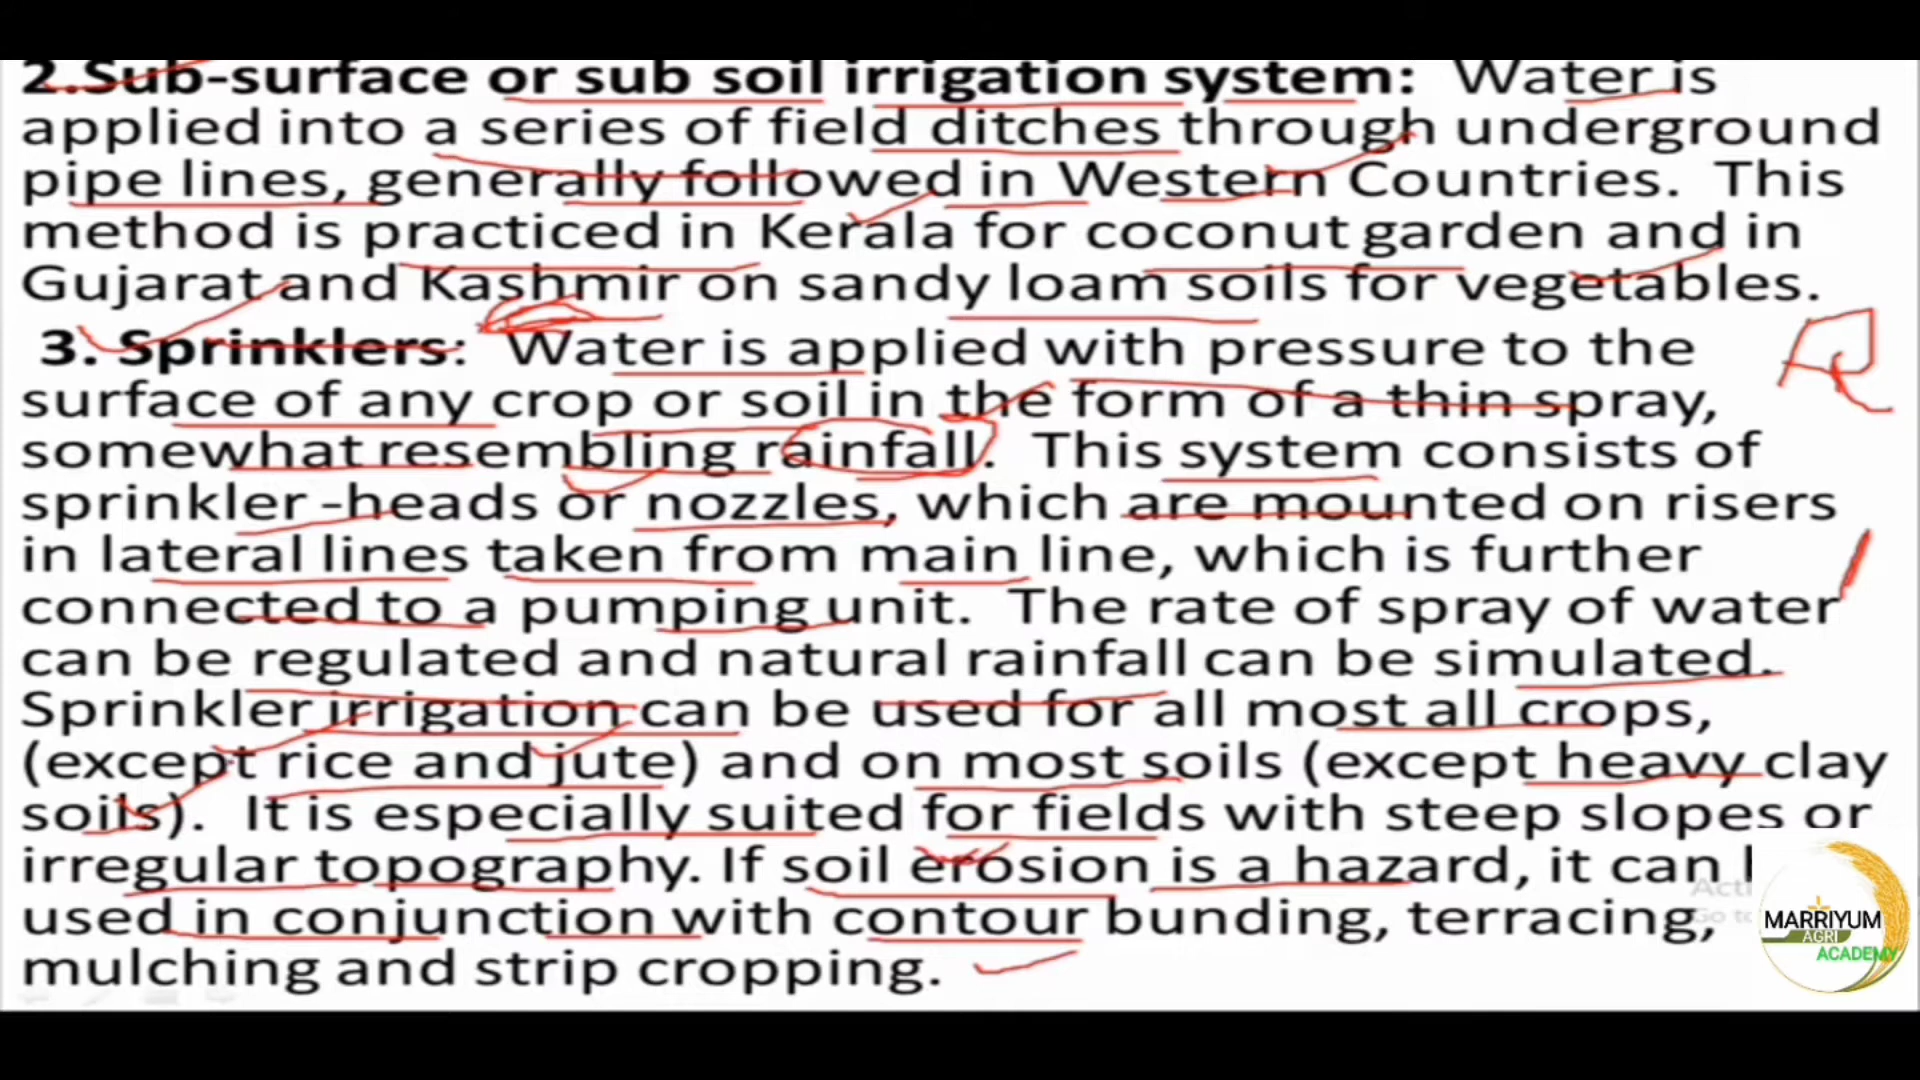 2.Sub-surface or sub soil irrigation system: Water is
applied into a series of field ditches through underground
pipe lines, generally followed in Western Countries. This
method is practiced in Kerala for coconut garden and in
Gujarat and Kashmir on sandy loam soils for vegetables.
3. Sprinklers: Water is applied with pressure to the
surface of any crop or soil in the form of a thin spray,
somewhat resembling rainfall. This system consists of
sprinkler -heads or nozzles, which are mounted on risers
in lateral lines taken from main line, which is further
connected to a pumping unit. The rate of spray of water
can be regulated and natural rainfall can be simulated.
Sprinkler irrigation can be used for all most all crops,
(except rice and jute) and on most soils (except heavy clay
soils). It is especially suited for fields with steep slopes or
irregular topography. If soil erosion is a hazard, it can
used in conjunction with contour bunding, terracing,
mulching and strip cropping.
MARRIYUM
AGRI
ACADEMY